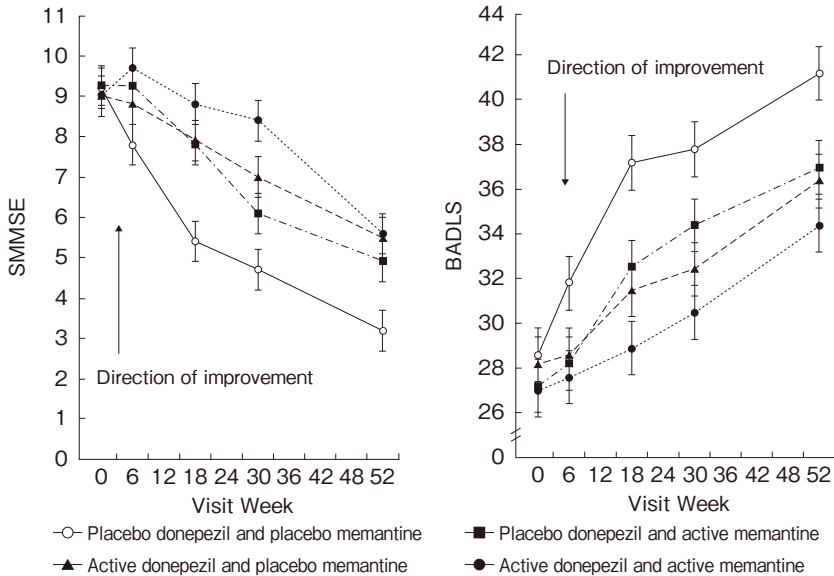 11
10
9
8
7
6
5
4
3
2
1
0
SMMSE
Direction of improvement
0 6 12 18 24 30 36 42 48 52
Visit Week
44
42
40
38
36
34
32
30
28
26
0
BADLS
Direction of improvement
0 6 12 18 24 30 36 42 48 52
Visit Week
Placebo donepezil and placebo memantine
Placebo donepezil and active memantine
Active donepezil and placebo memantine
Active donepezil and active memantine